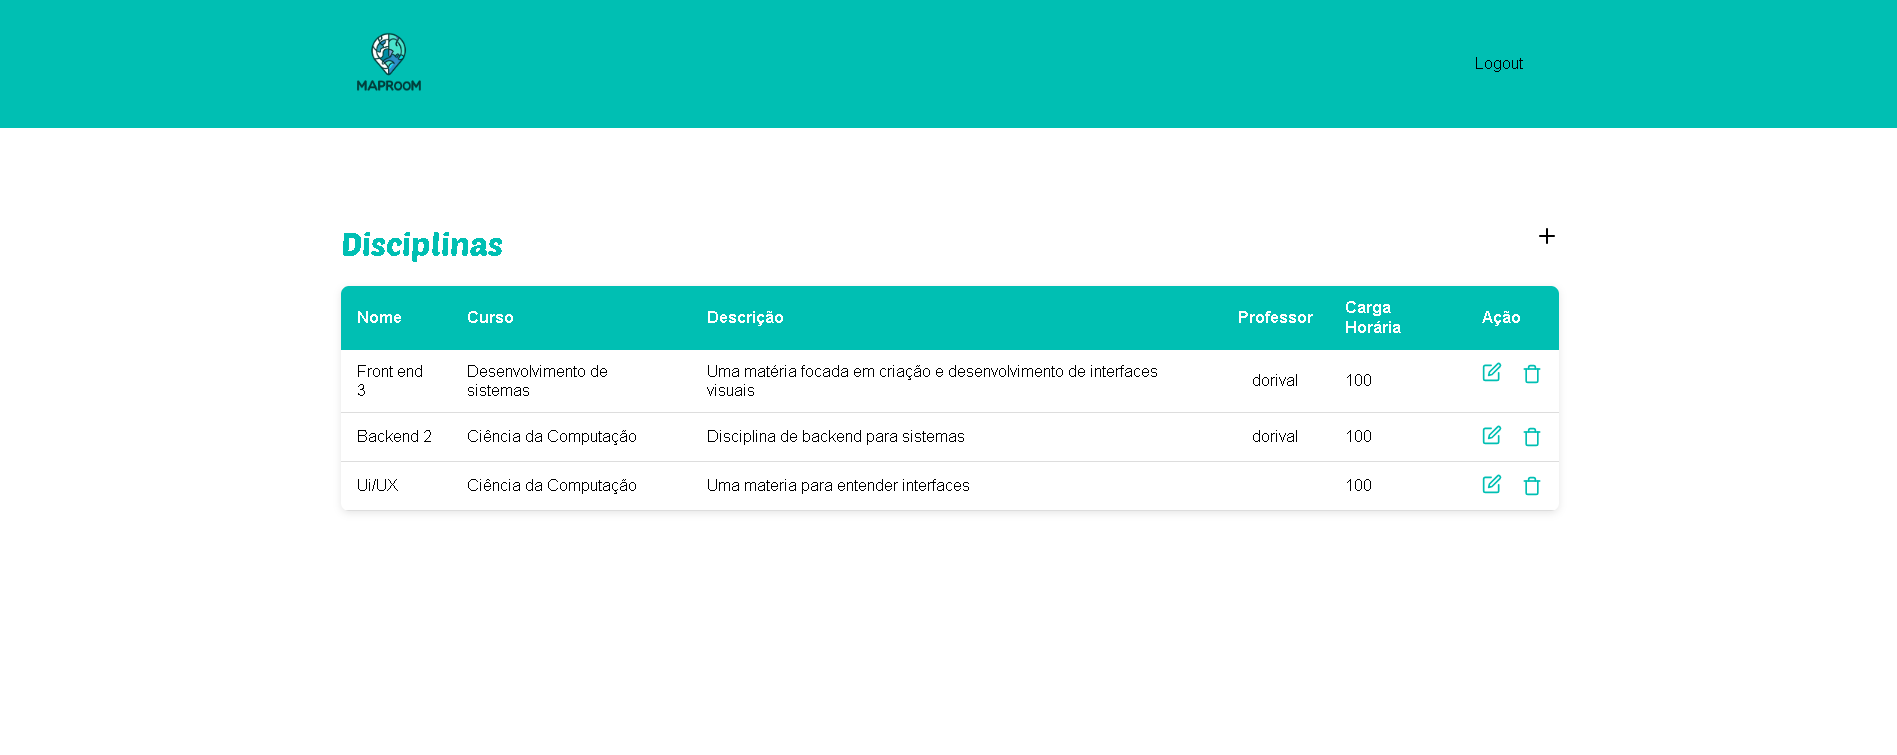 MAPROOM
Logout
Disciplinas
Nome Curso Descrição Professor Carga Horária Ação
Front end 3 Desenvolvimento de sistemas Uma matéria focada em criação e desenvolvimento de interfaces visuais dorival 100
Backend 2 Ciência da Computação Disciplina de backend para sistemas dorival 100
Ui/UX Ciência da Computação Uma materia para entender interfaces 100